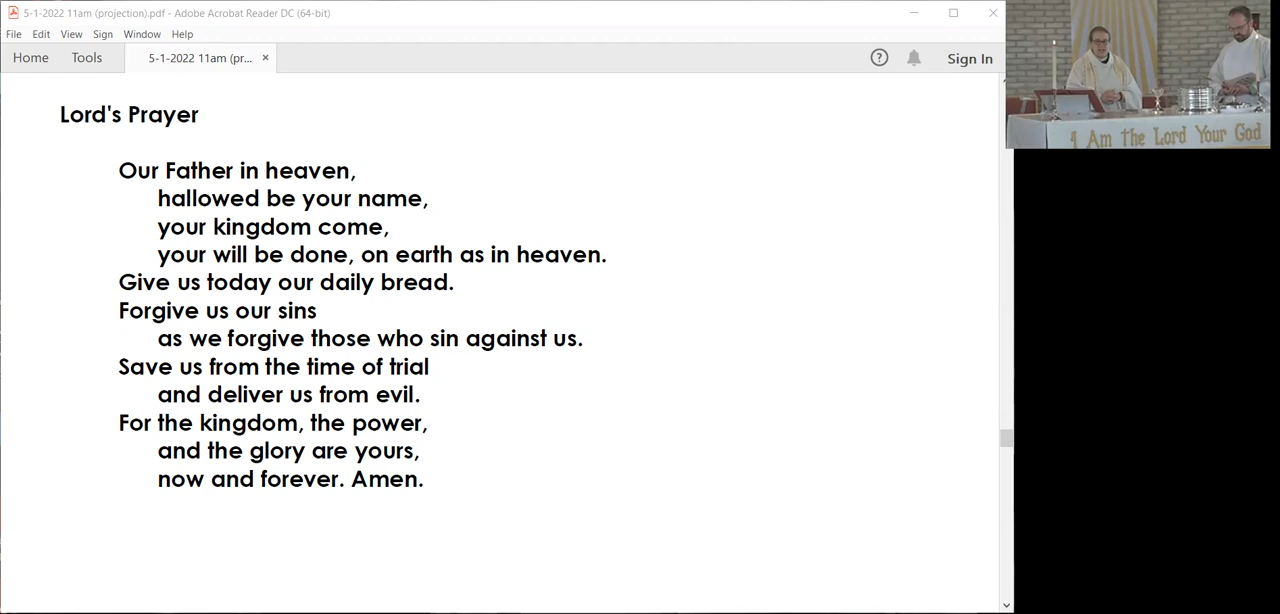 5-1-2022 11am (projection).pdf - Adobe Acrobat Reader DC (64-bit)
File Edit View Sign Window Help
Home Tools 5-1-2022 11am (pr... × ? Sign In
Lord's Prayer
Our Father in heaven,
hallowed be your name,
your kingdom come,
your will be done, on earth as in heaven.
Give us today our daily bread.
Forgive us our sins
as we forgive those who sin against us.
Save us from the time of trial
and deliver us from evil.
For the kingdom, the power,
and the glory are yours,
now and forever. Amen.
I Am the Lord Your God